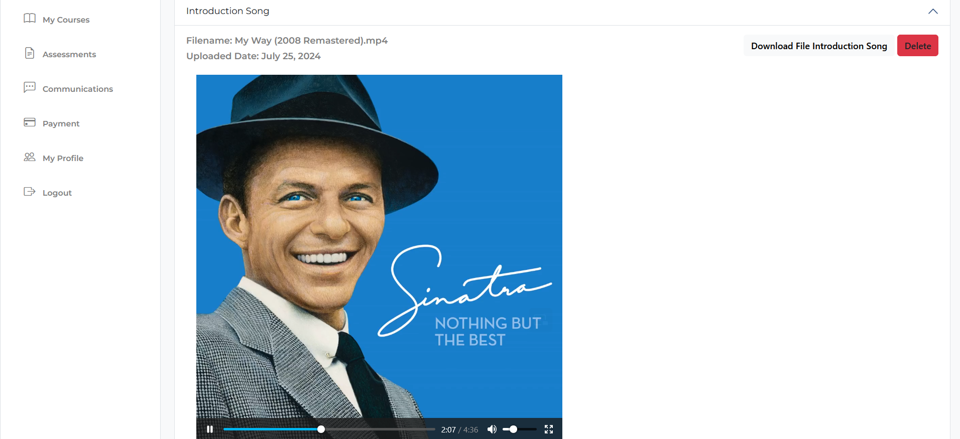 My Courses
Assessments
Communications
Payment
My Profile
Logout
Introduction Song
Filename: My Way (2008 Remastered).mp4
Uploaded Date: July 25, 2024
Download File Introduction Song
Delete
Sinatra
NOTHING BUT
THE BEST
2:07 / 4:36